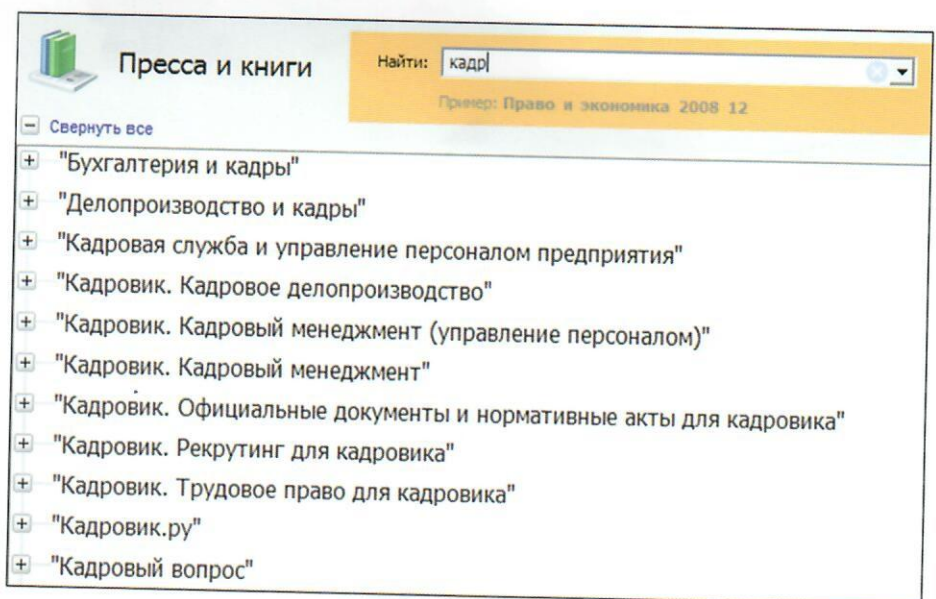 Пресса и книги
Найти: кадр
Пример: Право и экономика 2008 12
Свернуть все
"Бухгалтерия и кадры"
"Делопроизводство и кадры"
"Кадровая служба и управление персоналом предприятия"
"Кадровик. Кадровое делопроизводство"
"Кадровик. Кадровый менеджмент (управление персоналом)"
"Кадровик. Кадровый менеджмент"
"Кадровик. Официальные документы и нормативные акты для кадровика"
"Кадровик. Рекрутинг для кадровика"
"Кадровик. Трудовое право для кадровика"
"Кадровик.ру"
"Кадровый вопрос"